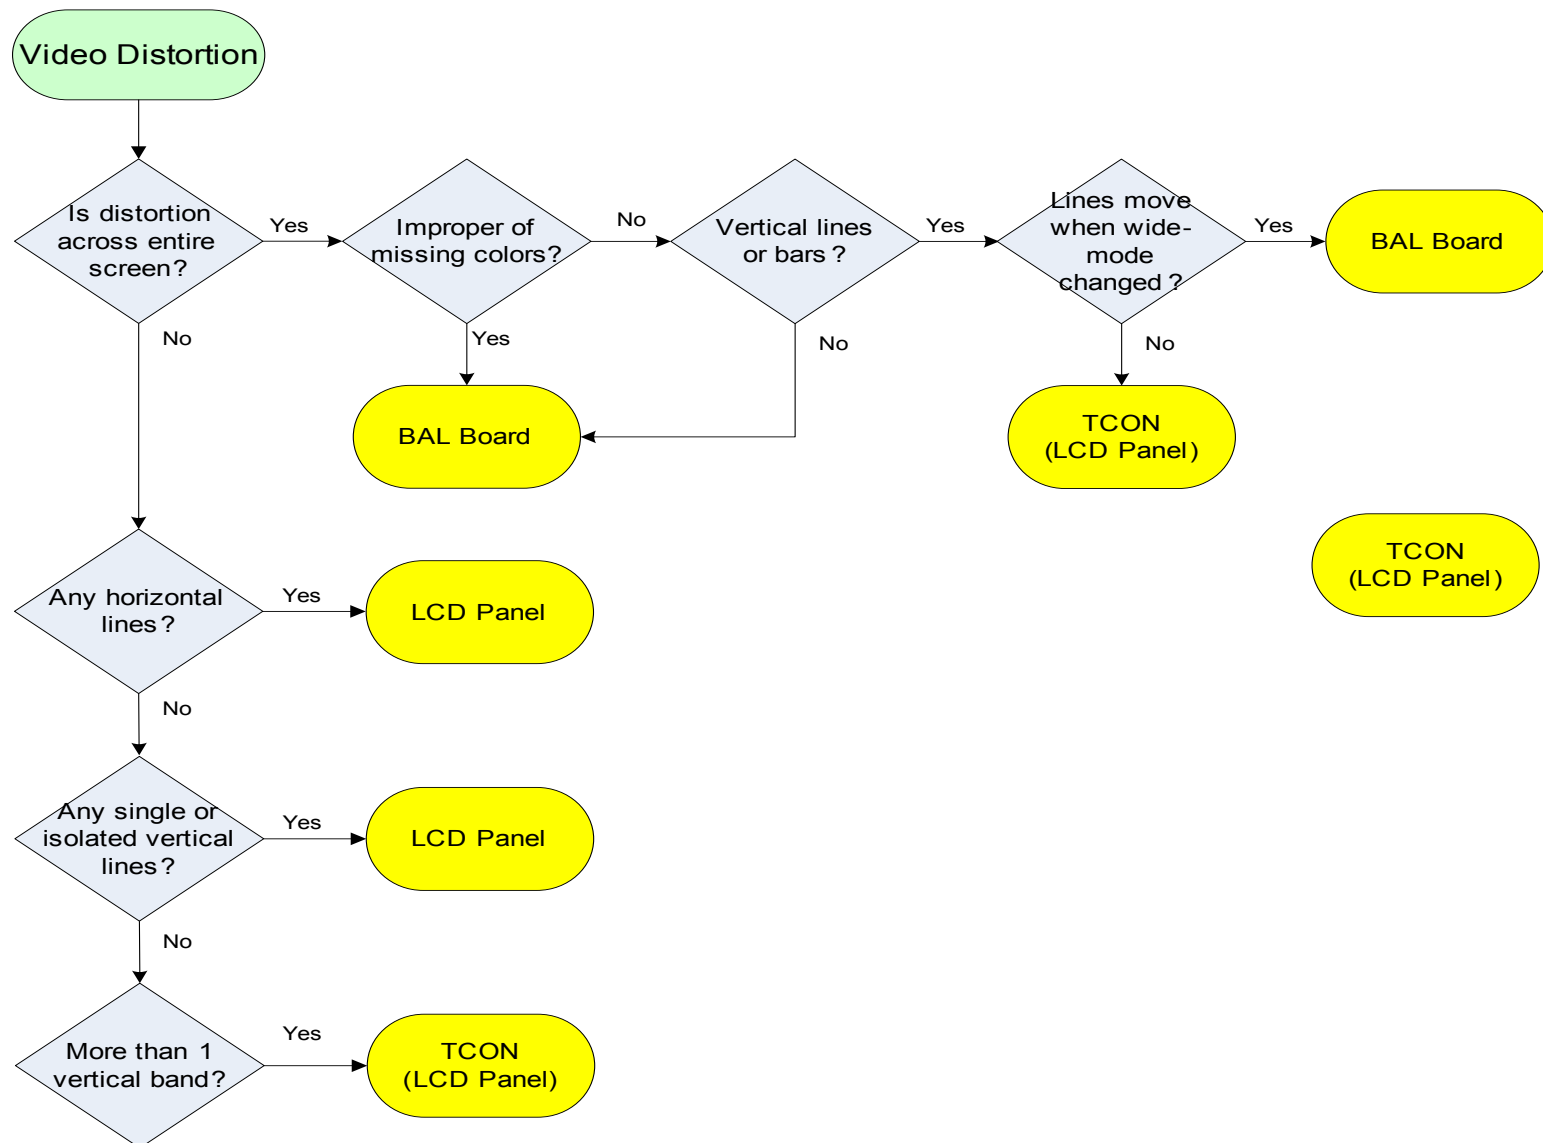 Video Distortion
Is distortion
across entire
screen?
Yes
Improper of
missing colors?
No
Vertical lines
or bars?
Yes
Lines move
when wide-
mode
changed?
Yes
BAL Board
No
Yes
No
No
BAL Board
TCON
(LCD Panel)
TCON
(LCD Panel)
Any horizontal
lines?
Yes
LCD Panel
No
Any single or
isolated vertical
lines?
Yes
LCD Panel
No
More than 1
vertical band?
Yes
TCON
(LCD Panel)